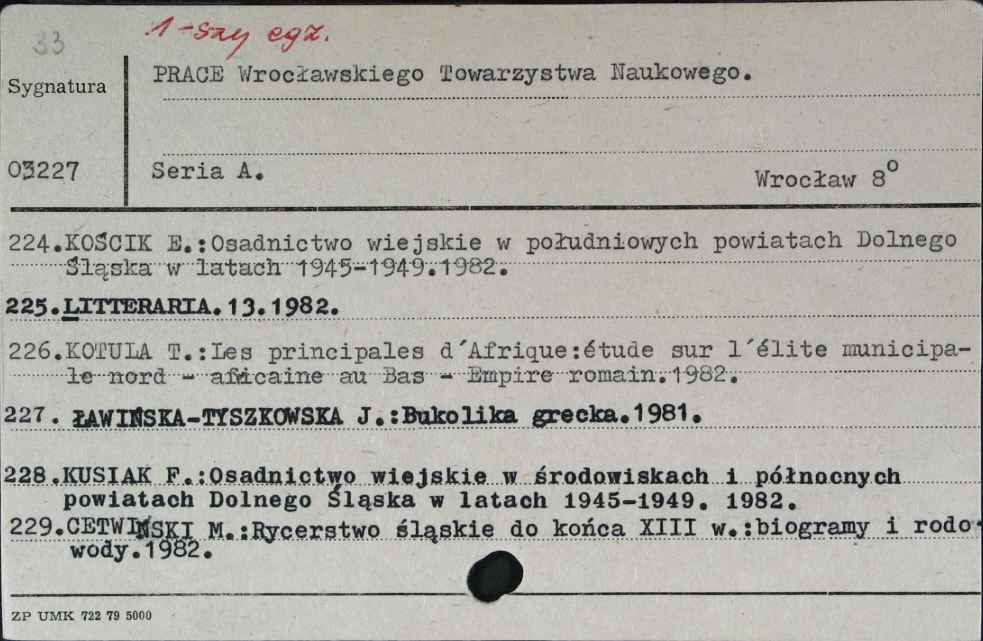 33
1-szy egz.
PRACE Wrocławskiego Towarzystwa Naukowego.
Sygnatura
03227
Seria A.
Wrocław 8o
224.KOŚCIK E.:Osadnictwo wiejskie w południowych powiatach Dolnego
Śląska w latach 1945-1949.1982.
225.LITTERARIA.13.1982.
226.KOTULA T.:Les principales d´Afrique:étude sur l´élite municipa-
le nord - africaine au Bas - Empire romain.1982.
227. ŁAWIŃSKA-TYSZKOWSKA J.:Bukolika grecka.1981.
228.KUSIAK F.:Osadnictwo wiejskie w środowiskach i północnych
powiatach Dolnego Śląska w latach 1945-1949. 1982.
229.CETWIŃSKI M.:Rycerstwo śląskie do końca XIII w.:biogramy i rodo-
wody.1982.
ZP UMK 722 79 5000